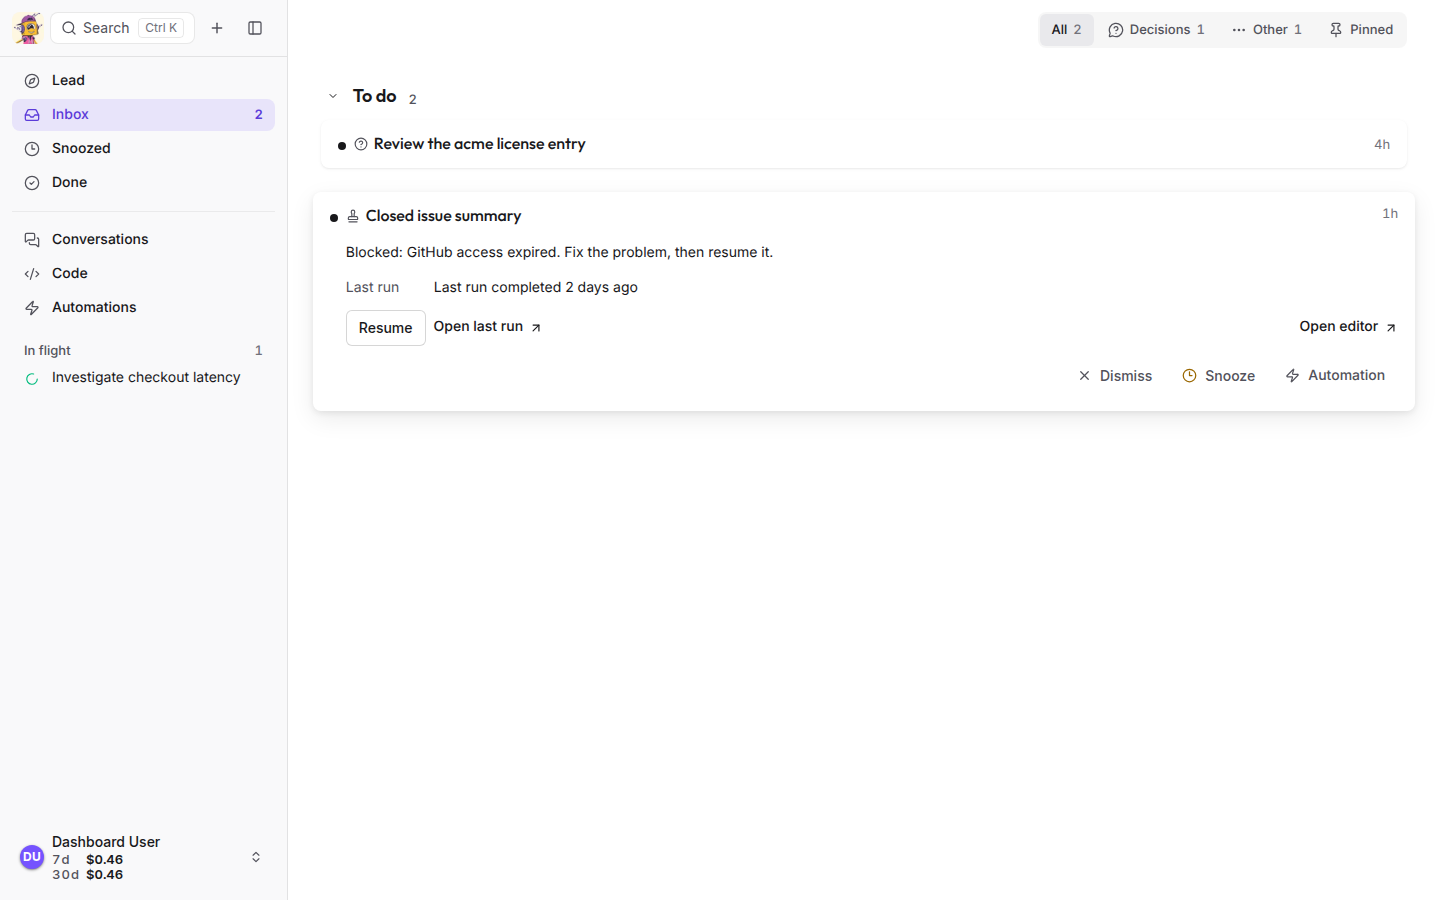 Search Ctrl K
Lead
Inbox 2
Snoozed
Done
Conversations
Code
Automations
In flight 1
Investigate checkout latency
DU
Dashboard User
7d $0.46
30d $0.46
All 2 Decisions 1 Other 1 Pinned
To do 2
Review the acme license entry 4h
Closed issue summary 1h
Blocked: GitHub access expired. Fix the problem, then resume it.
Last run Last run completed 2 days ago
Resume Open last run Open editor
Dismiss Snooze Automation